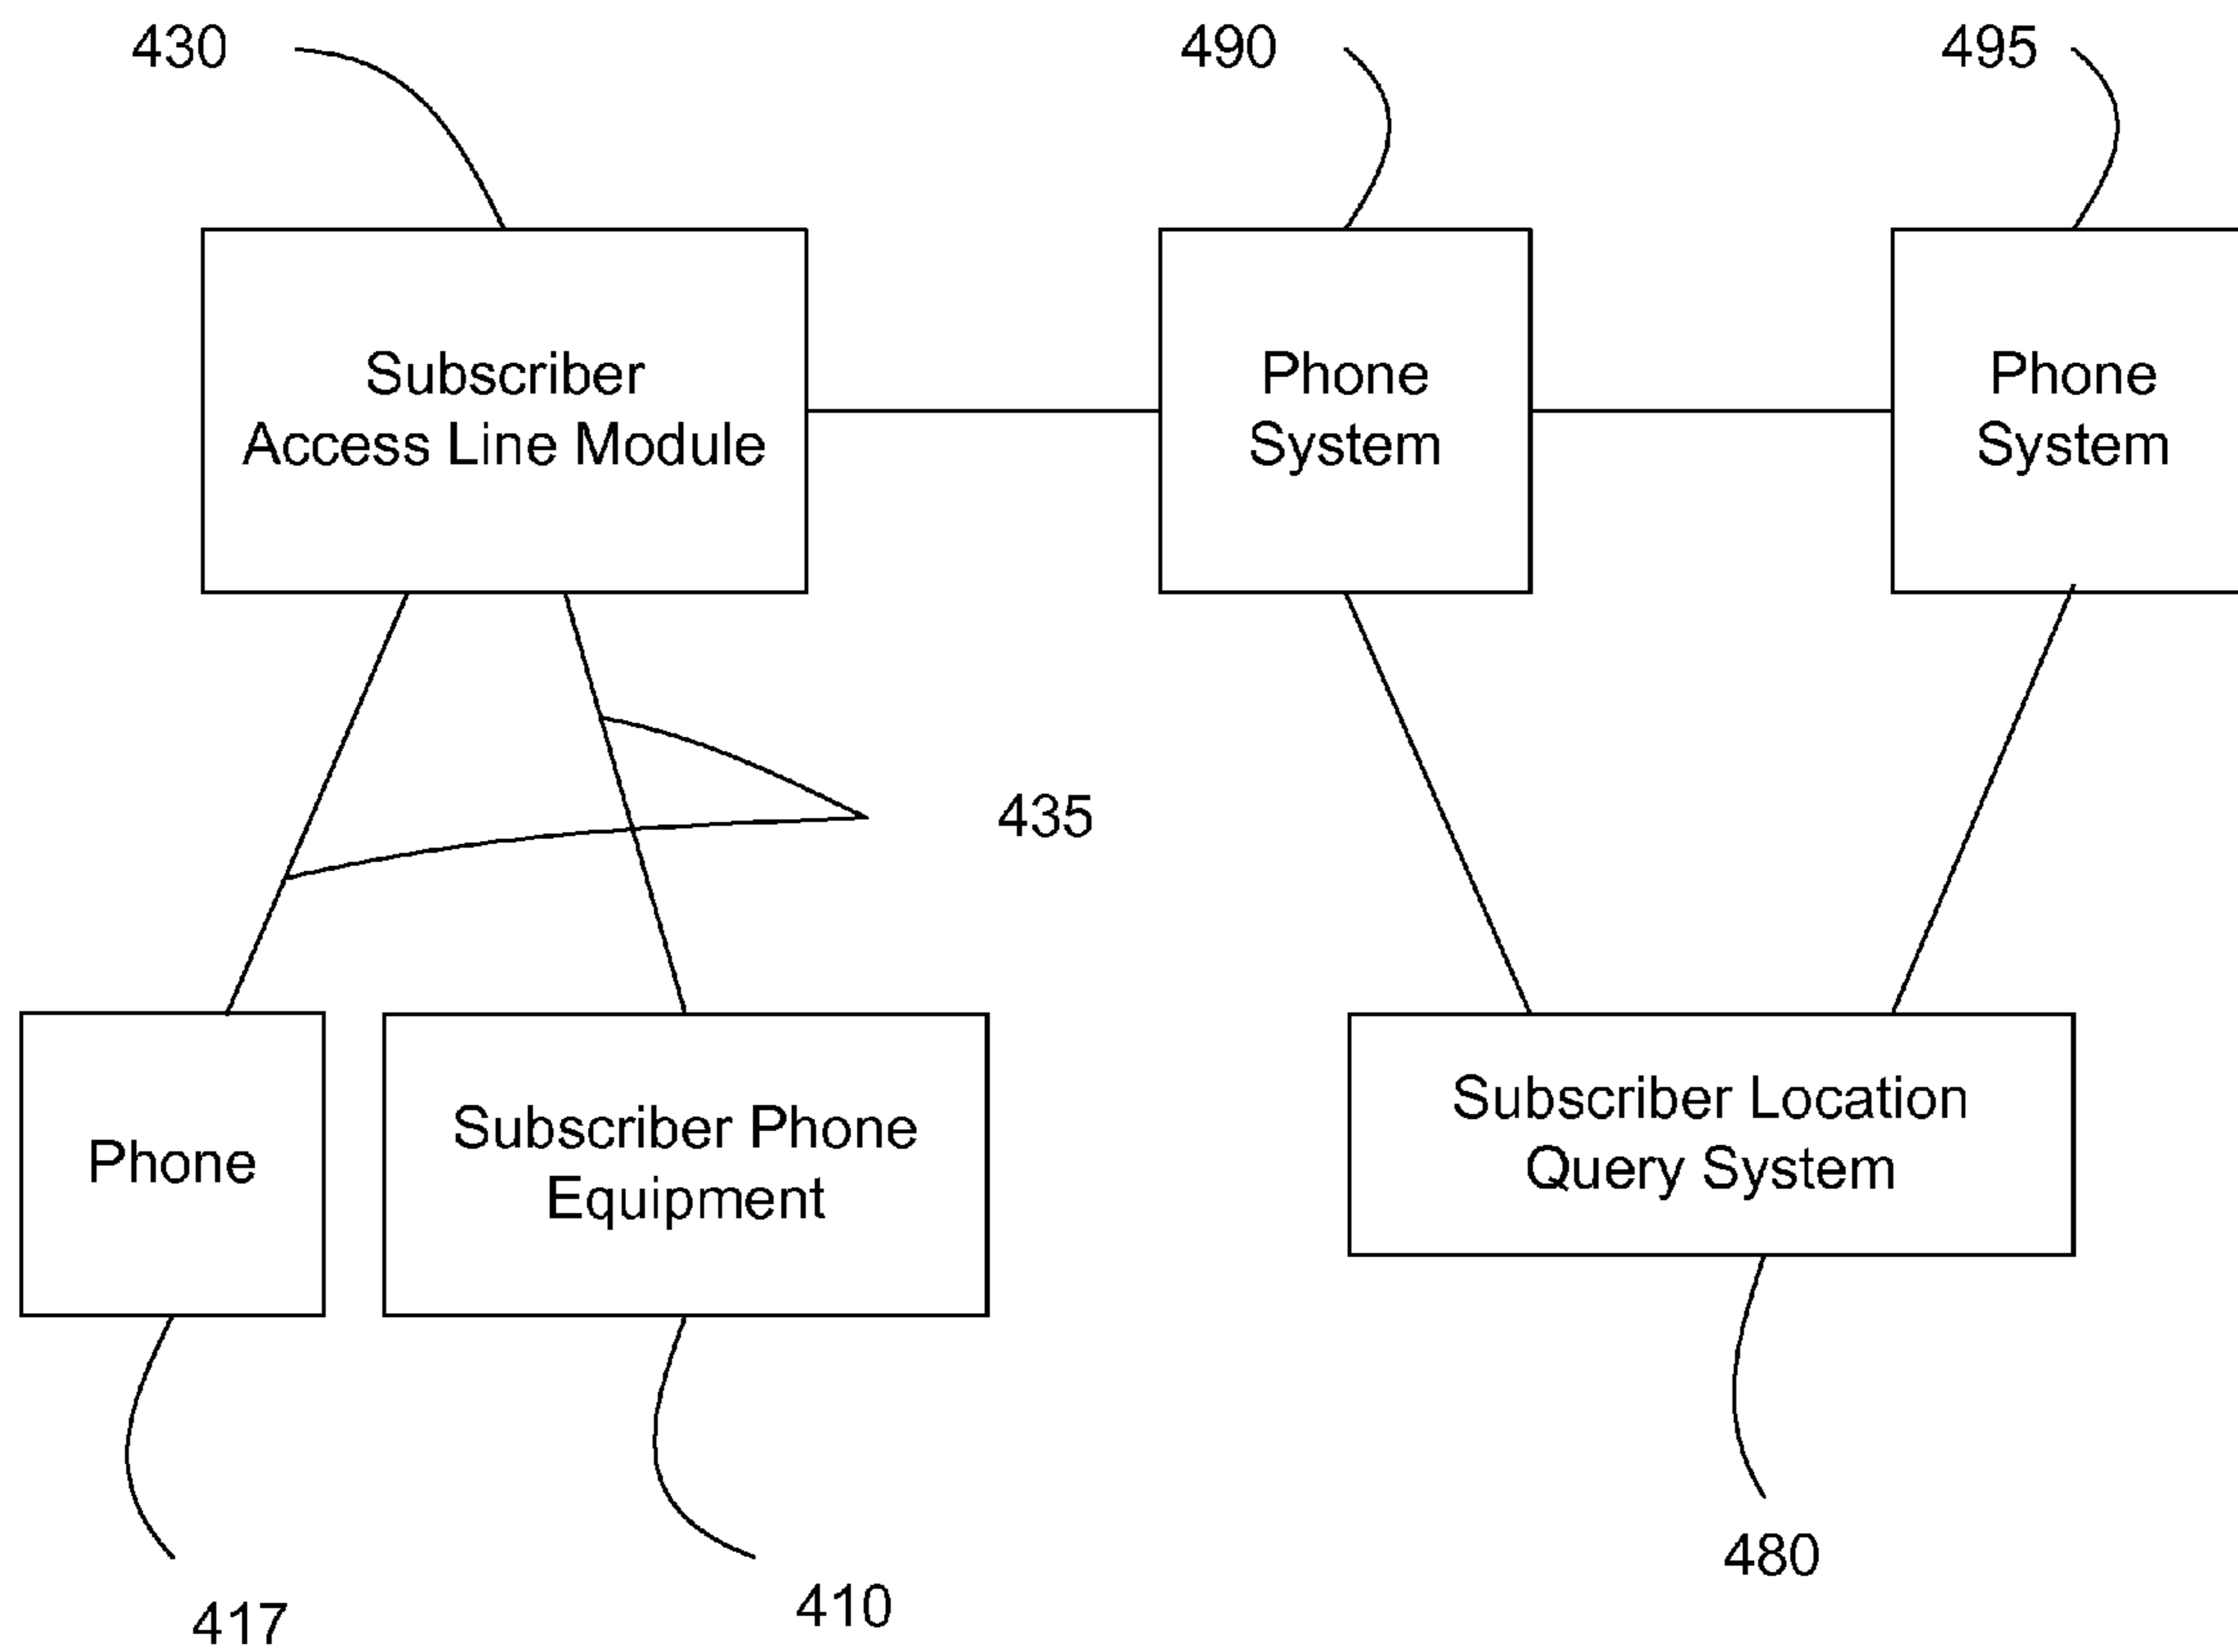 430
490
495
Subscriber
Access Line Module
Phone
System
Phone
System
435
Phone
Subscriber Phone
Equipment
Subscriber Location
Query System
417
410
480